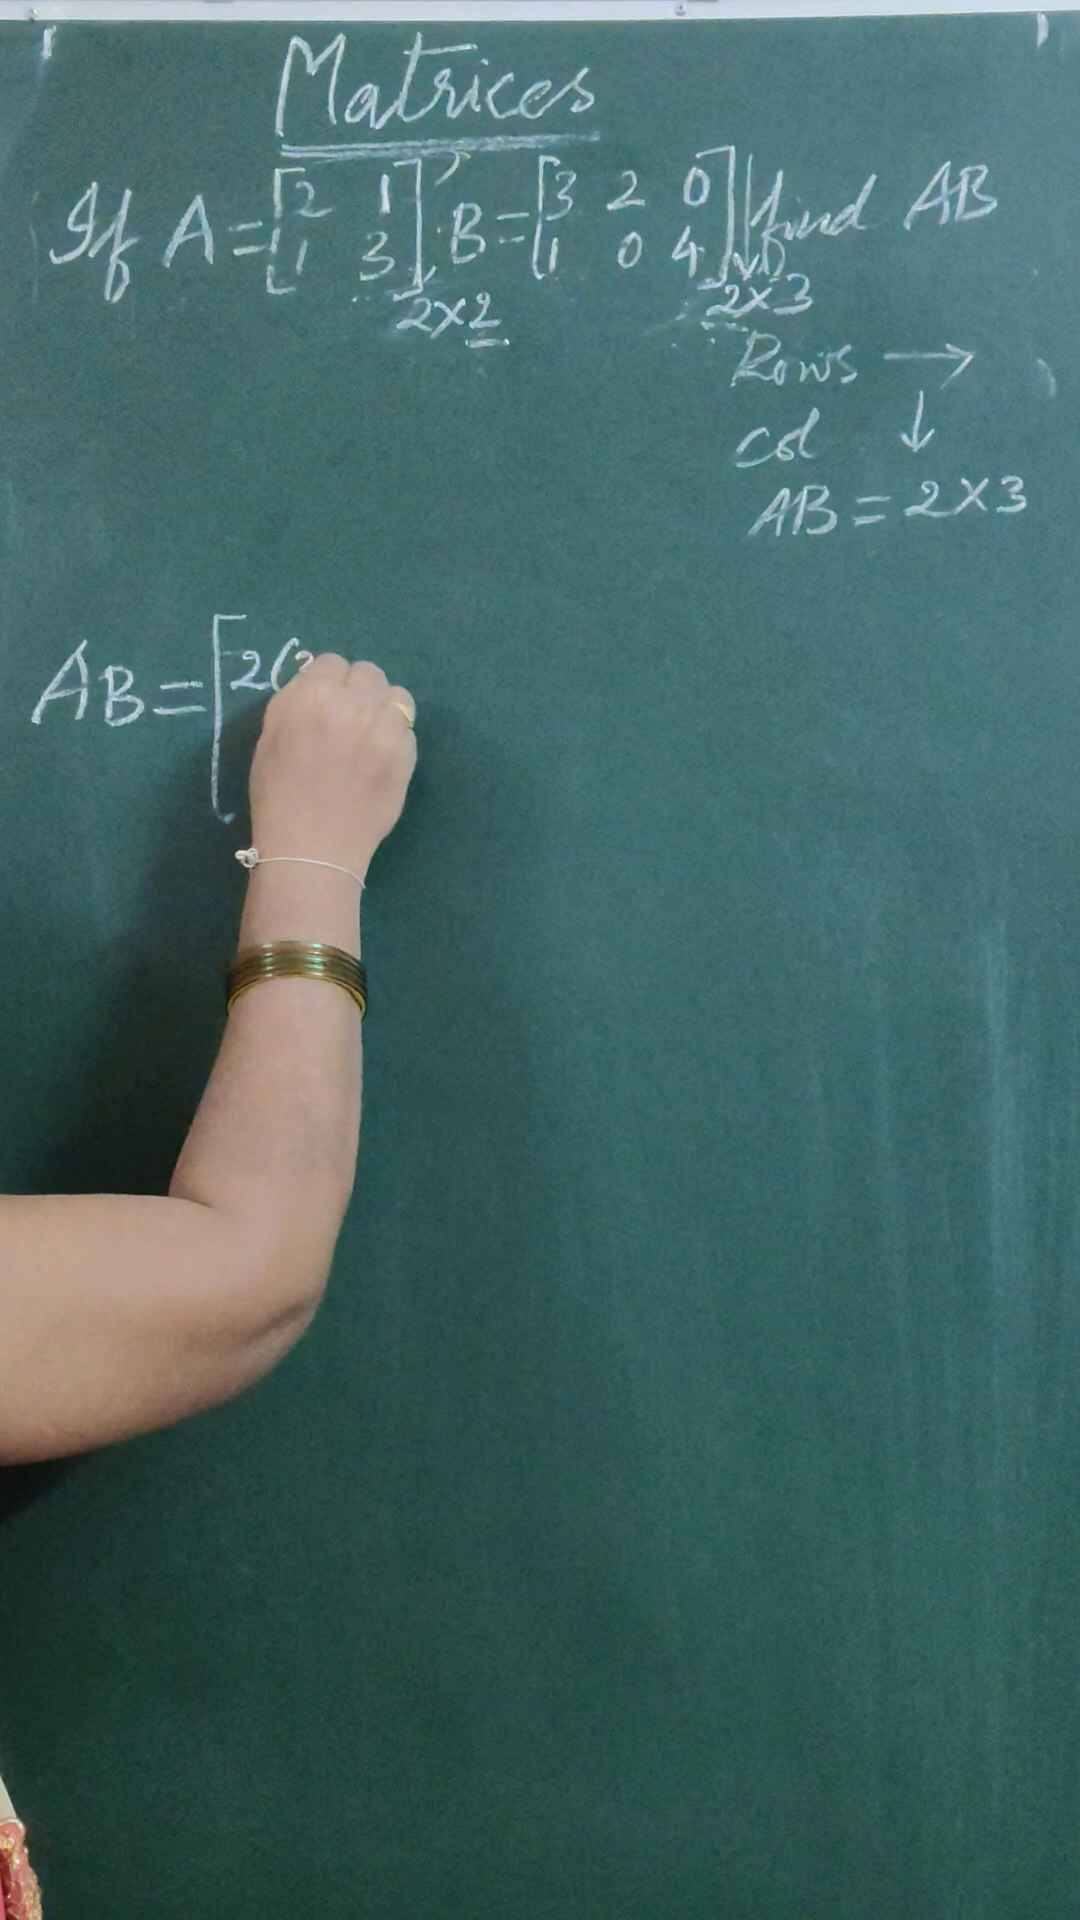 Matrices
If A = [2 1], B = [3 2 0] find AB
[1 3] [1 0 4]
2×2 2×3
Rows →
col ↓
AB = 2×3
AB = [2(3